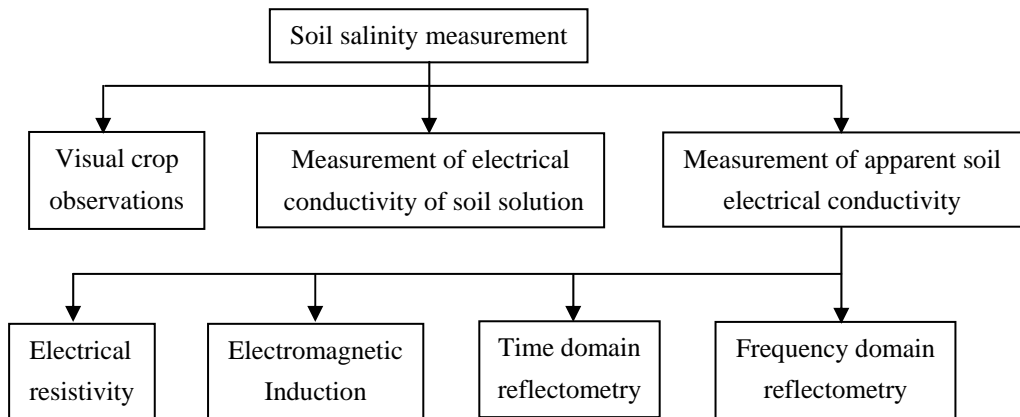 Soil salinity measurement
Visual crop
observations
Measurement of electrical
conductivity of soil solution
Measurement of apparent soil
electrical conductivity
Electrical
resistivity
Electromagnetic
Induction
Time domain
reflectometry
Frequency domain
reflectometry